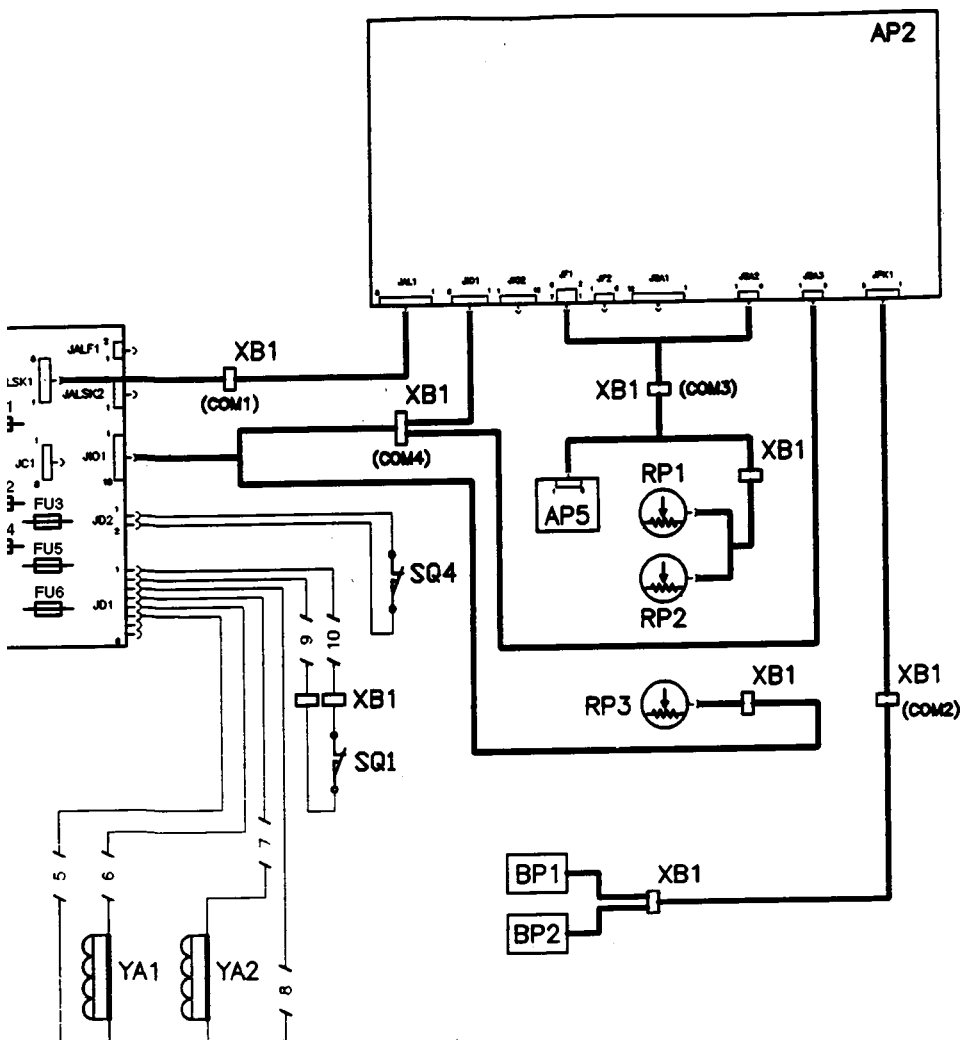 AP2
JAL1
JIO1
JIO2
JF1
JF2
JBA1
JBA2
JBA3
JPK1
JALF1
LSK1
JALSK2
XB1
(COM1)
XB1
(COM4)
XB1
(COM3)
XB1
JC1
JIO1
FU3
JD2
FU5
FU6
JD1
AP5
RP1
RP2
SQ4
9
10
XB1
SQ1
RP3
XB1
XB1
(COM2)
5
6
7
8
YA1
YA2
BP1
BP2
XB1